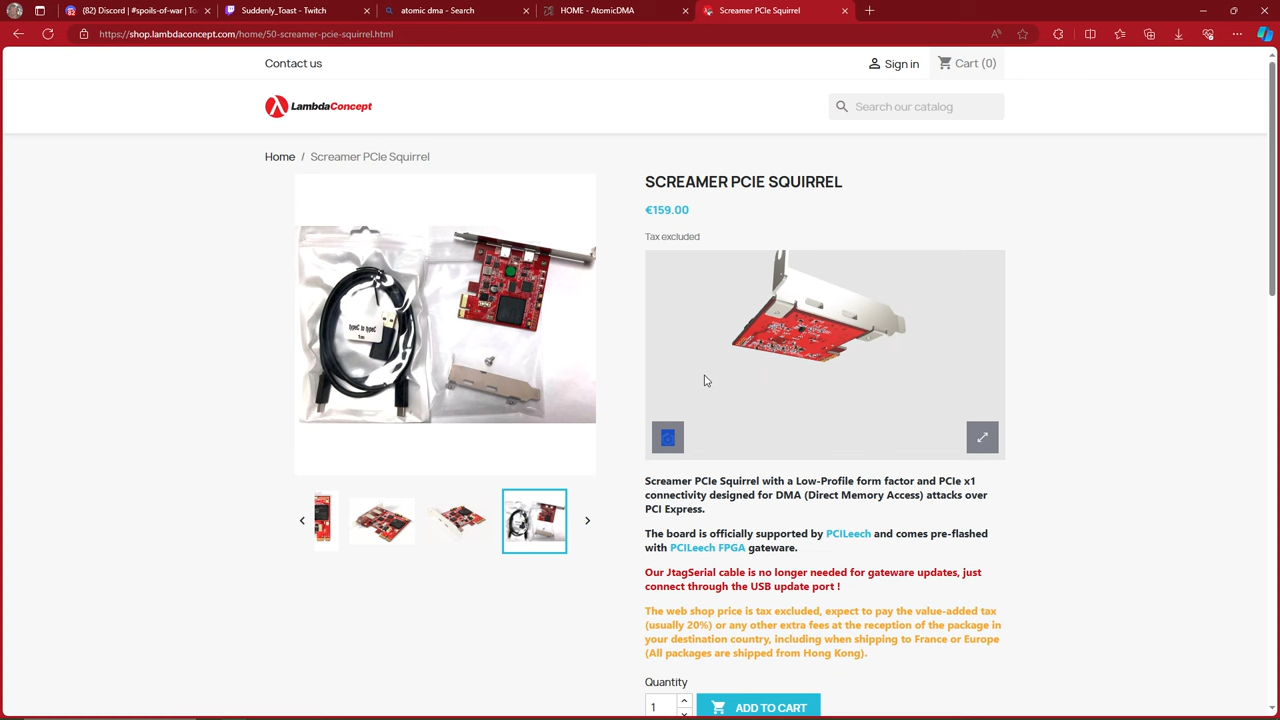 (82) Discord | #spoils-of-war | To
Suddenly_Toast - Twitch
atomic dma - Search
HOME - AtomicDMA
Screamer PCIe Squirrel
https://shop.lambdaconcept.com/home/50-screamer-pcie-squirrel.html
Contact us
Sign in
Cart (0)
LambdaConcept
Search our catalog
Home / Screamer PCIe Squirrel
SCREAMER PCIE SQUIRREL
€159.00
Tax excluded
typeC to typeC
1m
Screamer PCIe Squirrel with a Low-Profile form factor and PCIe x1
connectivity designed for DMA (Direct Memory Access) attacks over
PCI Express.
The board is officially supported by PCILeech and comes pre-flashed
with PCILeech FPGA gateware.
Our JtagSerial cable is no longer needed for gateware updates, just
connect through the USB update port !
The web shop price is tax excluded, expect to pay the value-added tax
(usually 20%) or any other extra fees at the reception of the package in
your destination country, including when shipping to France or Europe
(All packages are shipped from Hong Kong).
Quantity
1
ADD TO CART